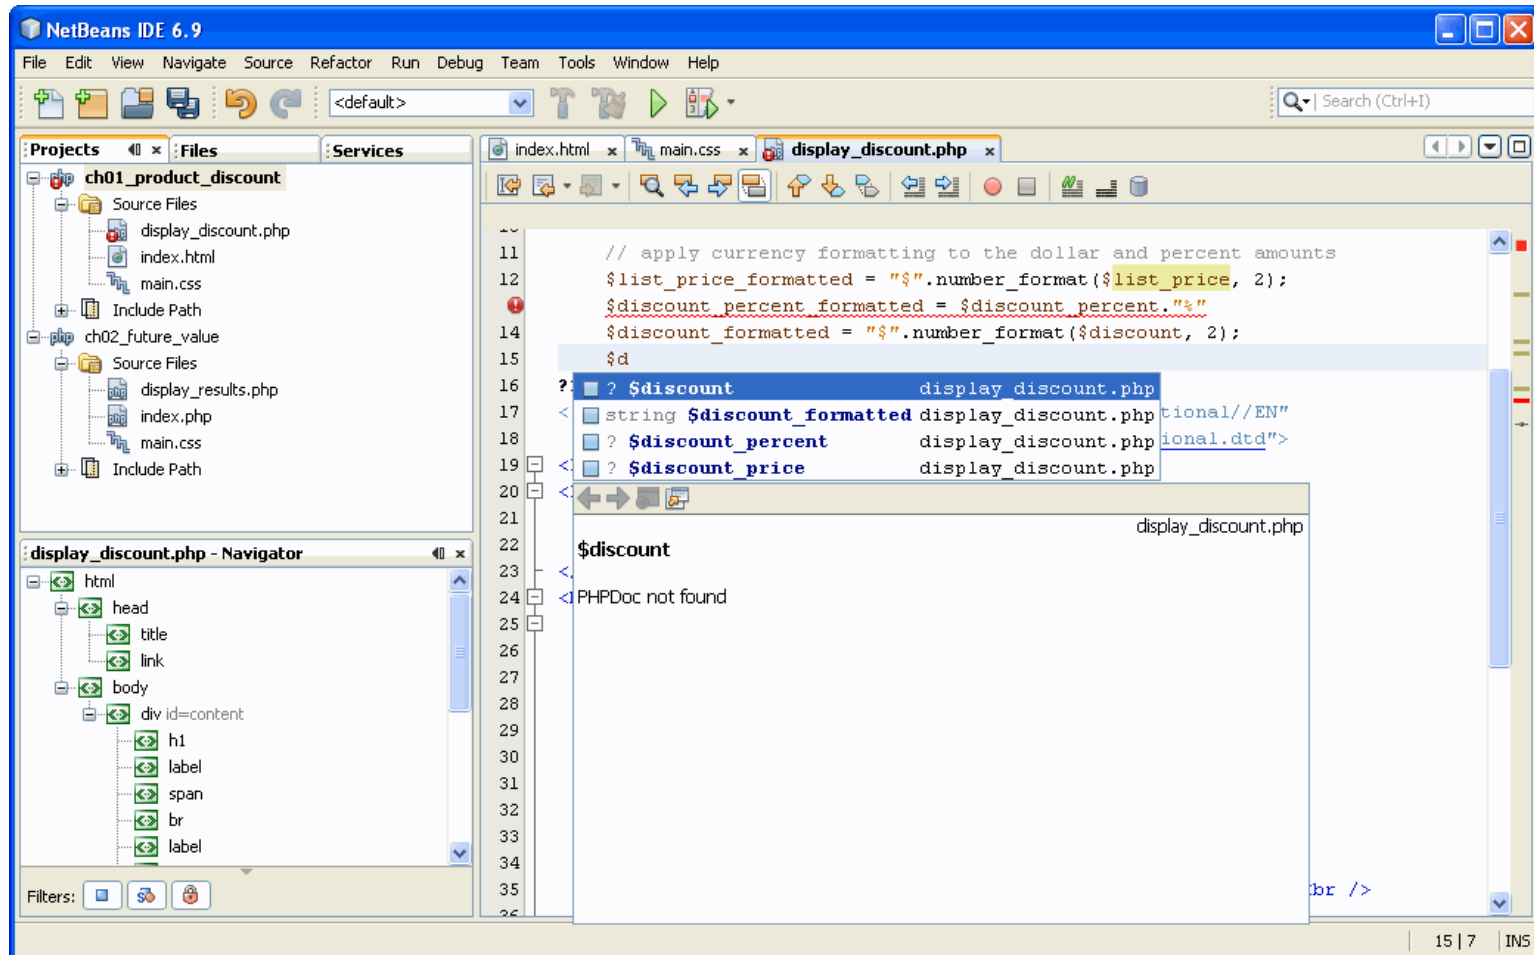 NetBeans IDE 6.9
File Edit View Navigate Source Refactor Run Debug Team Tools Window Help
<default>
Search (Ctrl+I)
Projects Files Services
ch01_product_discount
Source Files
display_discount.php
index.html
main.css
Include Path
ch02_future_value
Source Files
display_results.php
index.php
main.css
Include Path
display_discount.php - Navigator
html
head
title
link
body
div id=content
h1
label
span
br
label
Filters:
index.html main.css display_discount.php
11 // apply currency formatting to the dollar and percent amounts
12 $list_price_formatted = "$".number_format($list_price, 2);
$discount_percent_formatted = $discount_percent."%"
14 $discount_formatted = "$".number_format($discount, 2);
15 $d
16 ?
17 < tional//EN"
18 ional.dtd">
19 <
20 <
21
22
23 <
24 <
25
26
27
28
29
30
31
32
33
34
35 br />
? $discount display_discount.php
string $discount_formatted display_discount.php
? $discount_percent display_discount.php
? $discount_price display_discount.php
display_discount.php
$discount
PHPDoc not found
15 | 7 INS